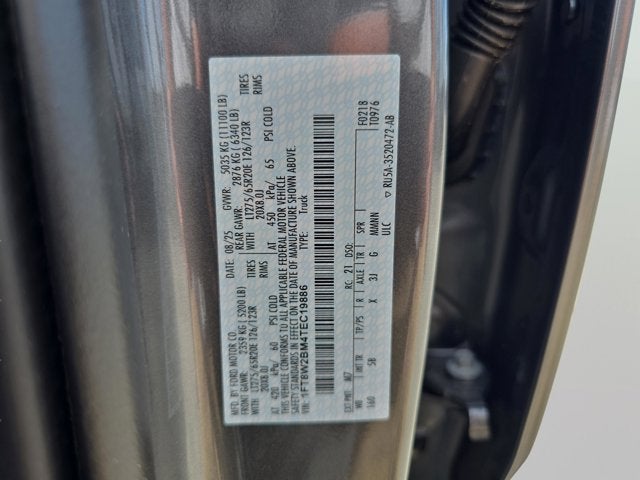 MFD. BY FORD MOTOR CO.
DATE: 08/25 GVWR: 5035 KG (11100 LB)
FRONT GAWR: 2359 KG (5200 LB) REAR GAWR: 2876 KG (6340 LB)
WITH LT275/65R20E 126/123R TIRES WITH LT275/65R20E 126/123R TIRES
20X8.0J RIMS 20X8.0J RIMS
AT 420 kPa/ 60 PSI COLD AT 450 kPa/ 65 PSI COLD
THIS VEHICLE CONFORMS TO ALL APPLICABLE FEDERAL MOTOR VEHICLE
SAFETY STANDARDS IN EFFECT ON THE DATE OF MANUFACTURE SHOWN ABOVE.
VIN: 1FT8W2BM4TEC19886 TYPE: Truck
F0218
T0976
EXT PNT: M7 RC: 21 DSO:
WB INT TR TP/PS R AXLE TR SPR
160 5B X 3J G MMNNN
ULC
RU5A-3520472-AB